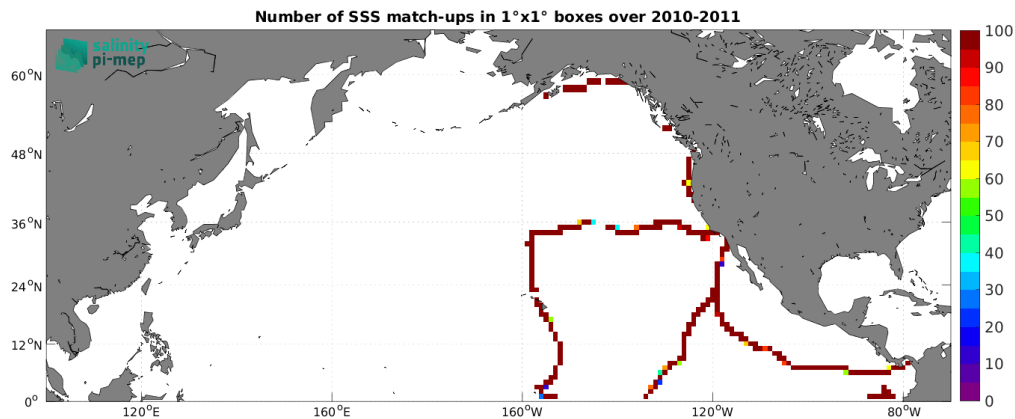 Number of SSS match-ups in 1°x1° boxes over 2010-2011
salinity
pi-mep
60°N
48°N
36°N
24°N
12°N
0°
120°E
160°E
160°W
120°W
80°W
100
90
80
70
60
50
40
30
20
10
0